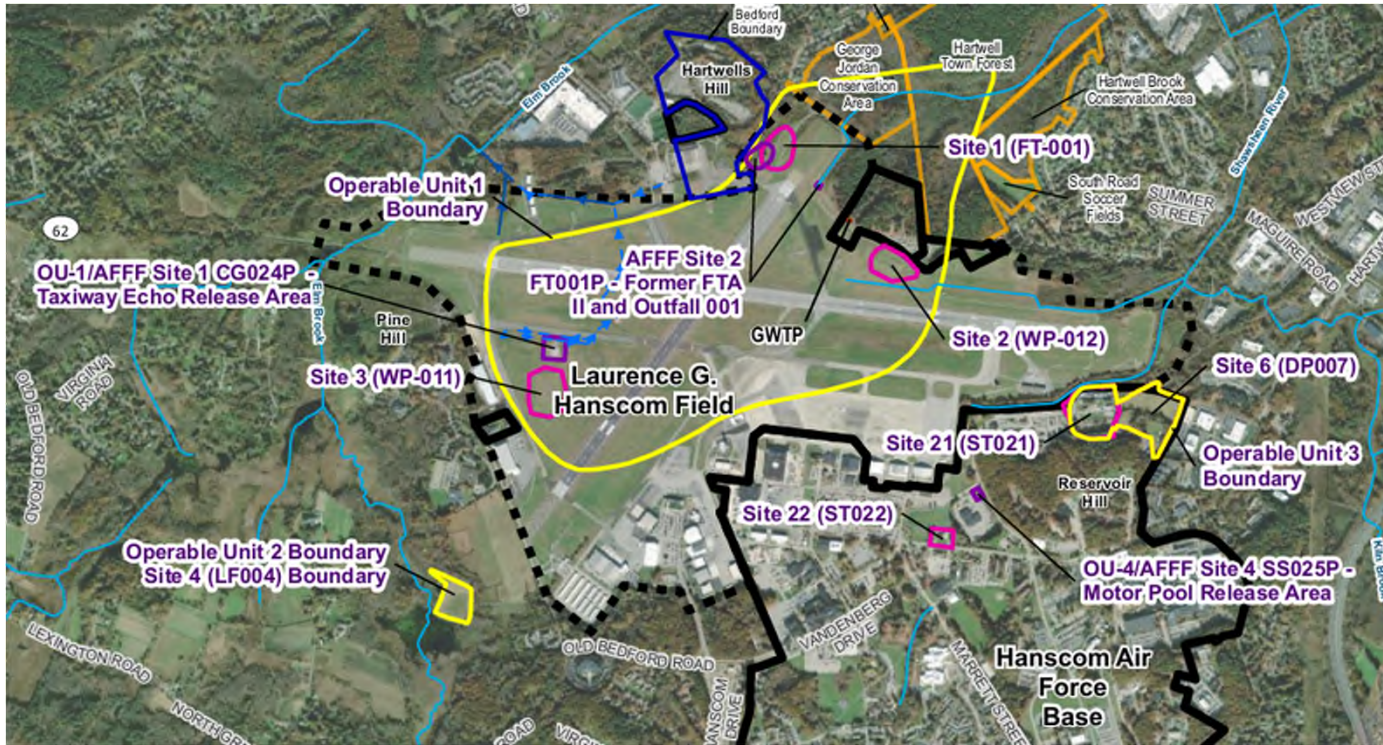 Bedford
Boundary
Hartwells
Hill
George
Jordan
Conservation
Area
Hartwell
Town Forest
Hartwell Brook
Conservation Area
Elm Brook
Shawsheen River
Site 1 (FT-001)
South Road
Soccer
Fields
SUMMER
STREET
MAGUIRE ROAD
Operable Unit 1
Boundary
62
OU-1/AFFF Site 1 CG024P -
Taxiway Echo Release Area
Elm Brook
AFFF Site 2
FT001P - Former FTA
II and Outfall 001
GWTP
Site 2 (WP-012)
Pine
Hill
Site 3 (WP-011)
Laurence G.
Hanscom Field
VIRGINIA
ROAD
OLD BEDFORD ROAD
Site 6 (DP007)
Site 21 (ST021)
Operable Unit 3
Boundary
Reservoir
Hill
Site 22 (ST022)
OU-4/AFFF Site 4 SS025P -
Motor Pool Release Area
Operable Unit 2 Boundary
Site 4 (LF004) Boundary
VANDENBERG
DRIVE
OLD BEDFORD ROAD
LEXINGTON ROAD
MARRETT STREET
Hanscom Air
Force
Base
DRIVE
ROAD